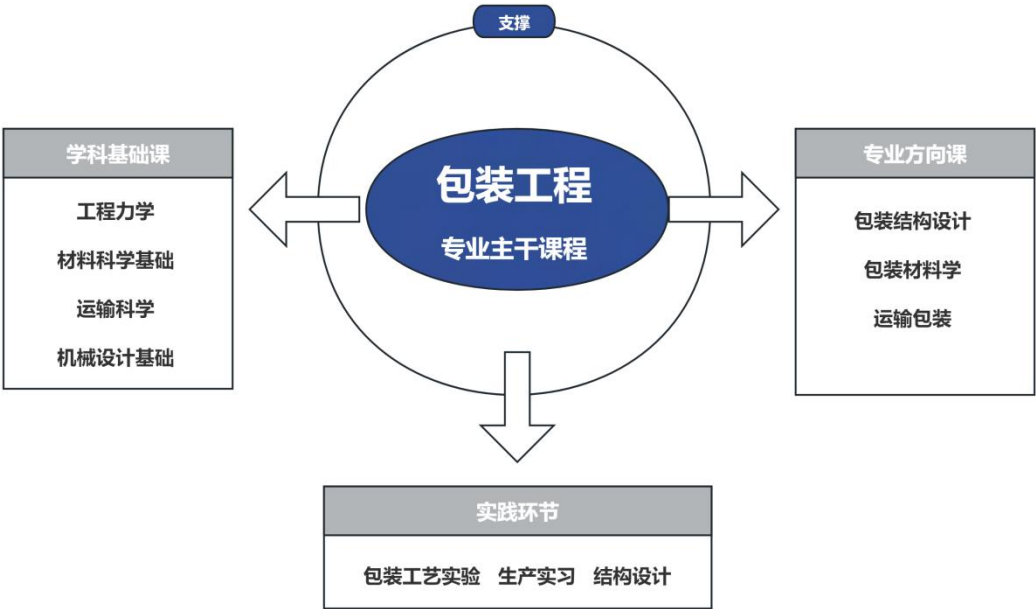 支撑
包装工程
专业主干课程
学科基础课
工程力学
材料科学基础
运输科学
机械设计基础
专业方向课
包装结构设计
包装材料学
运输包装
实践环节
包装工艺实验 生产实习 结构设计